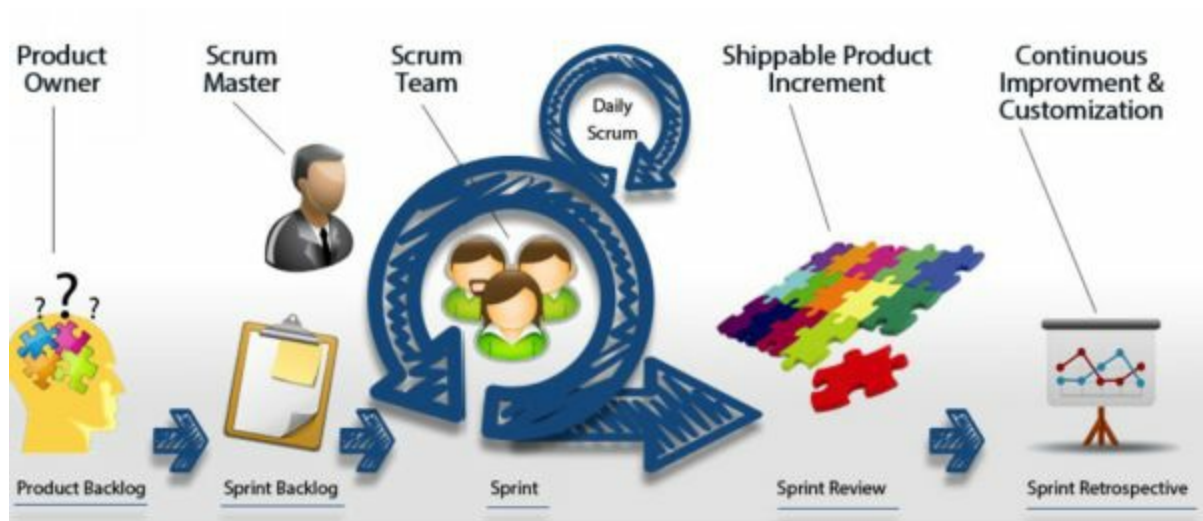 Product
Owner
Scrum
Master
Scrum
Team
Daily
Scrum
Shippable Product
Increment
Continuous
Improvment &
Customization
? ? ?
Product Backlog
Sprint Backlog
Sprint
Sprint Review
Sprint Retrospective